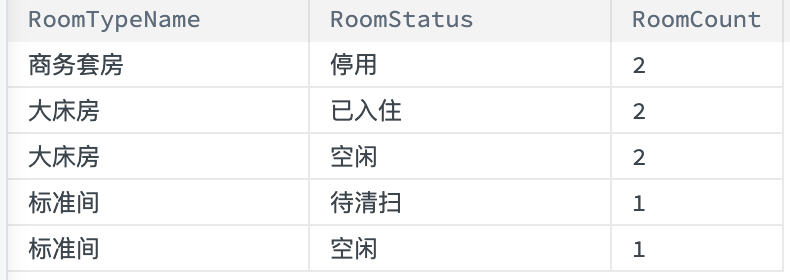 RoomTypeName RoomStatus RoomCount
商务套房 停用 2
大床房 已入住 2
大床房 空闲 2
标准间 待清扫 1
标准间 空闲 1